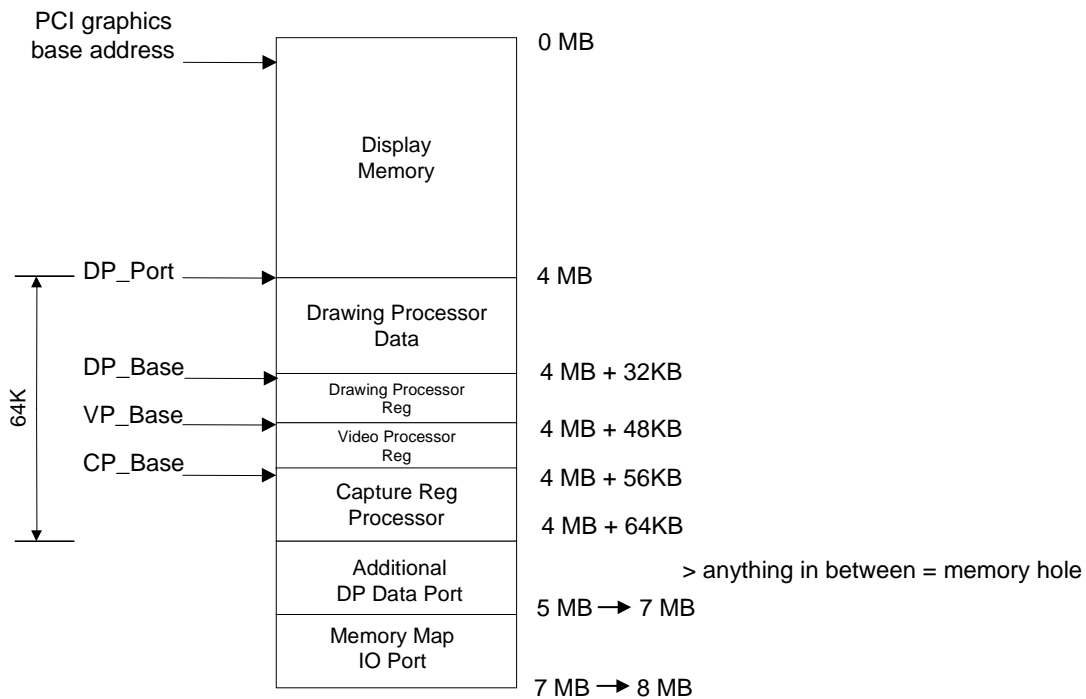 PCI graphics
base address
0 MB
Display
Memory
DP_Port
4 MB
Drawing Processor
Data
64K
DP_Base
4 MB + 32KB
Drawing Processor
Reg
VP_Base
4 MB + 48KB
Video Processor
Reg
CP_Base
4 MB + 56KB
Capture Reg
Processor
4 MB + 64KB
Additional
DP Data Port
> anything in between = memory hole
5 MB → 7 MB
Memory Map
IO Port
7 MB → 8 MB